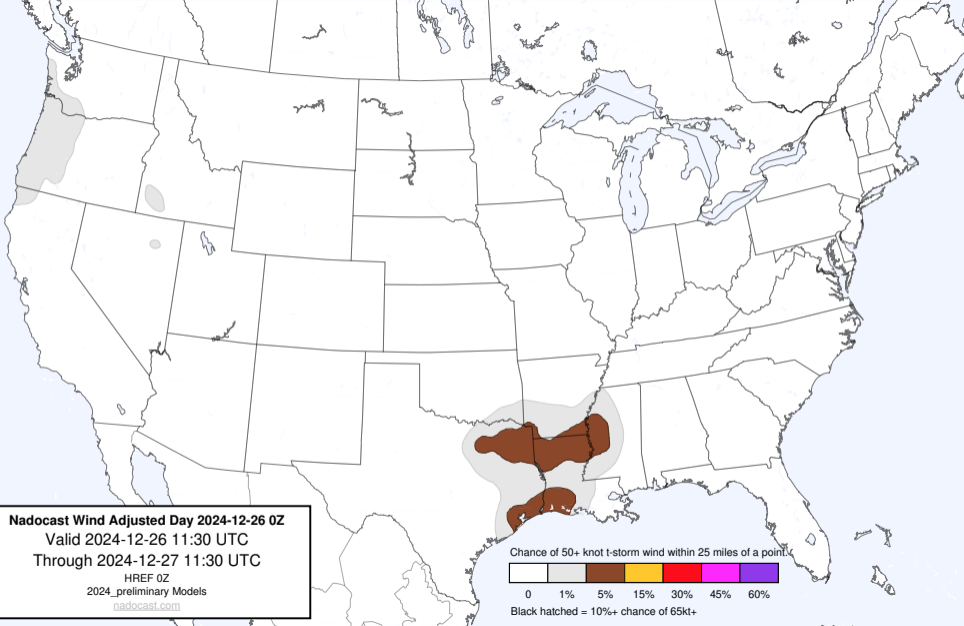 Nadocast Wind Adjusted Day 2024-12-26 0Z
Valid 2024-12-26 11:30 UTC
Through 2024-12-27 11:30 UTC
HREF 0Z
2024_preliminary Models
nadocast.com
Chance of 50+ knot t-storm wind within 25 miles of a point.
0 1% 5% 15% 30% 45% 60%
Black hatched = 10%+ chance of 65kt+